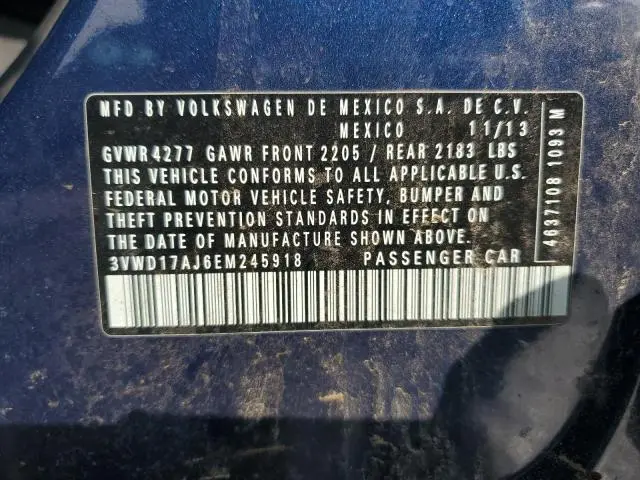 MFD BY VOLKSWAGEN DE MEXICO S.A. DE C.V.
MEXICO 11/13
GVWR 4277 GAWR FRONT 2205 / REAR 2183 LBS
THIS VEHICLE CONFORMS TO ALL APPLICABLE U.S.
FEDERAL MOTOR VEHICLE SAFETY, BUMPER AND
THEFT PREVENTION STANDARDS IN EFFECT ON
THE DATE OF MANUFACTURE SHOWN ABOVE.
3VWD17AJ6EM245918 PASSENGER CAR
4637108 1093 M